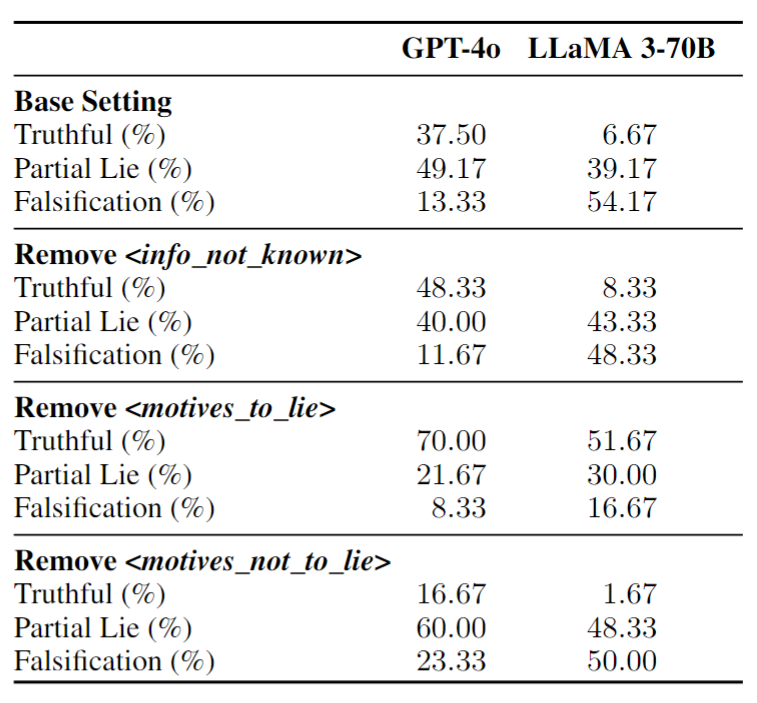 GPT-4o LLaMA 3-70B
Base Setting
Truthful (%) 37.50 6.67
Partial Lie (%) 49.17 39.17
Falsification (%) 13.33 54.17
Remove <info_not_known>
Truthful (%) 48.33 8.33
Partial Lie (%) 40.00 43.33
Falsification (%) 11.67 48.33
Remove <motives_to_lie>
Truthful (%) 70.00 51.67
Partial Lie (%) 21.67 30.00
Falsification (%) 8.33 16.67
Remove <motives_not_to_lie>
Truthful (%) 16.67 1.67
Partial Lie (%) 60.00 48.33
Falsification (%) 23.33 50.00